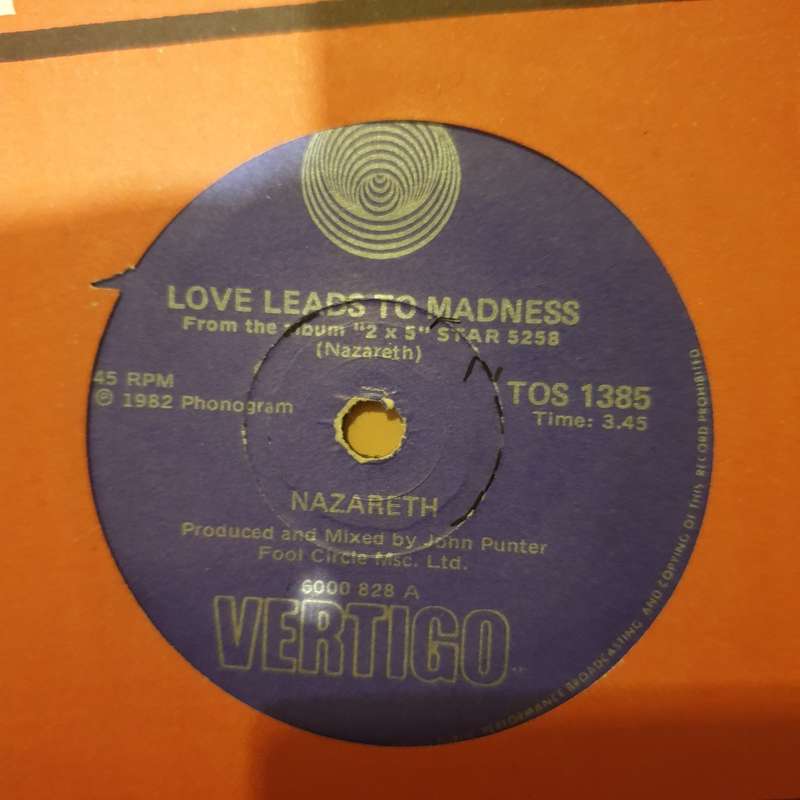 LOVE LEADS TO MADNESS
From the album "2 x 5" STAR 5258
(Nazareth)
45 RPM
℗ 1982 Phonogram
TOS 1385
Time: 3.45
NAZARETH
Produced and Mixed by John Punter
Fool Circle Msc. Ltd.
6000 828 A
VERTIGO
PERFORMANCE BROADCASTING AND COPYING OF THIS RECORD PROHIBITED